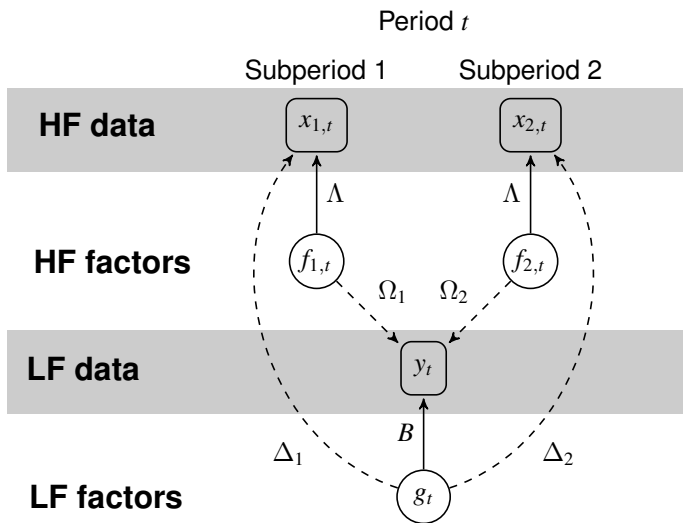 Period t
Subperiod 1 Subperiod 2
HF data x₁,t x₂,t
Λ Λ
HF factors f₁,t f₂,t
Ω₁ Ω₂
LF data yₜ
B
Δ₁ Δ₂
LF factors gₜ